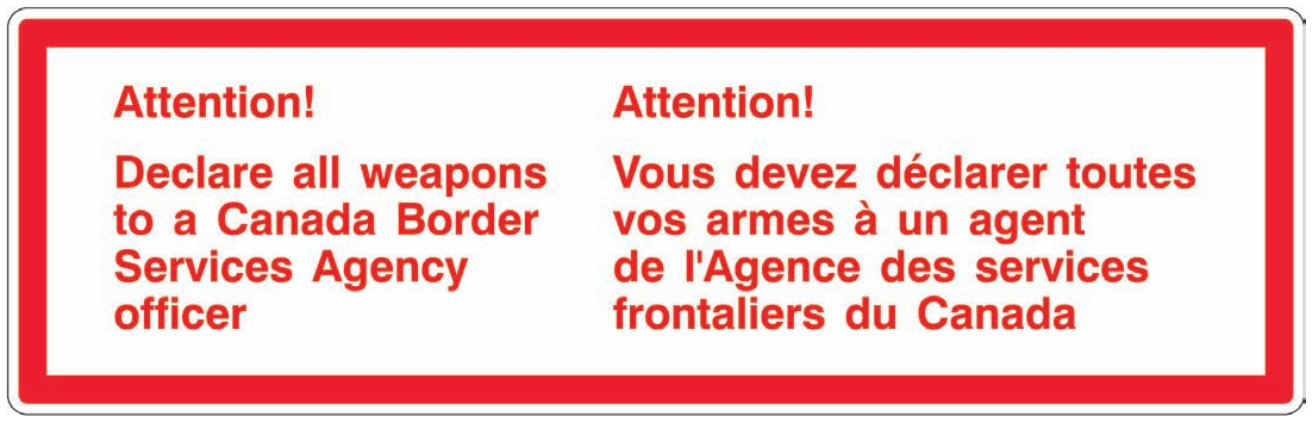 Attention!
Declare all weapons
to a Canada Border
Services Agency
officer
Attention!
Vous devez déclarer toutes
vos armes à un agent
de l'Agence des services
frontaliers du Canada